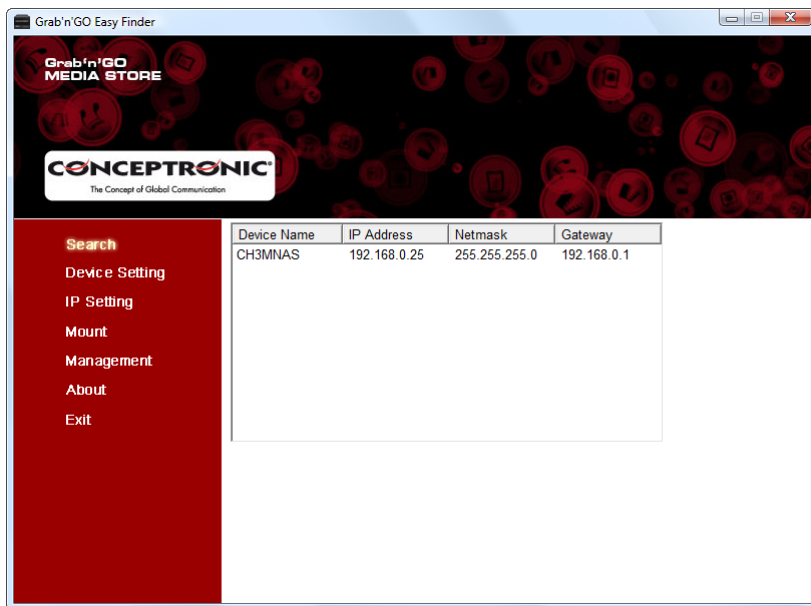 Grab'n'GO Easy Finder
Grab'n'GO
MEDIA STORE
CONCEPTRONIC®
The Concept of Global Communication
Search
Device Setting
IP Setting
Mount
Management
About
Exit
Device Name IP Address Netmask Gateway
CH3MNAS 192.168.0.25 255.255.255.0 192.168.0.1